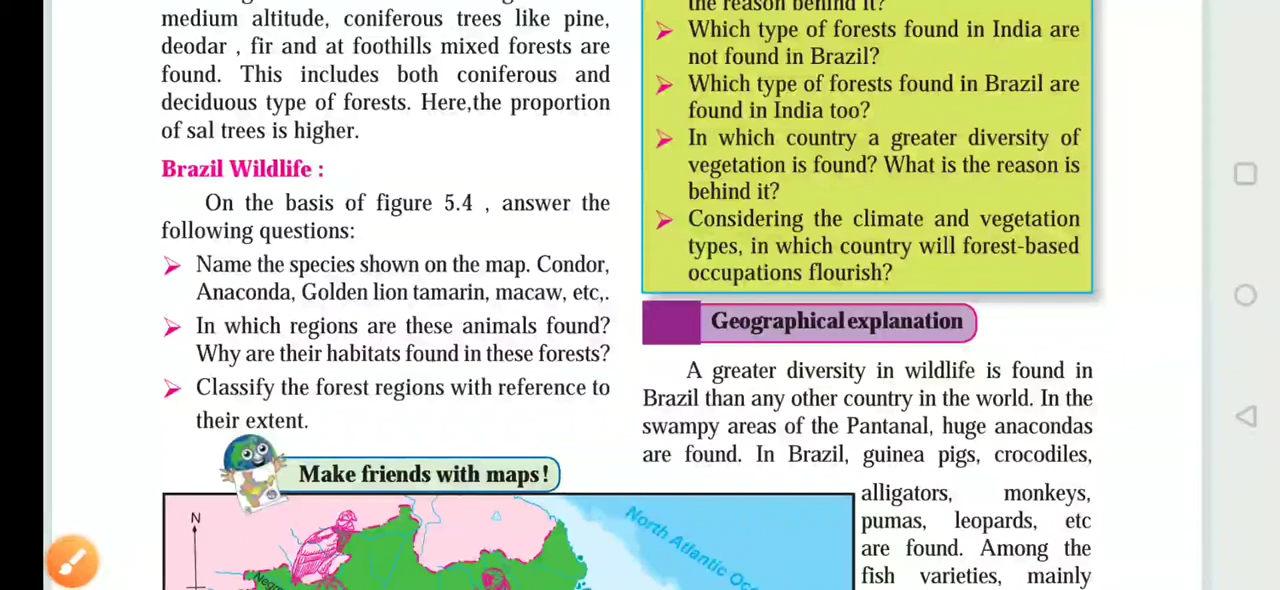 medium altitude, coniferous trees like pine,
deodar , fir and at foothills mixed forests are
found. This includes both coniferous and
deciduous type of forests. Here,the proportion
of sal trees is higher.
Brazil Wildlife :
On the basis of figure 5.4 , answer the
following questions:
Name the species shown on the map. Condor,
Anaconda, Golden lion tamarin, macaw, etc,.
In which regions are these animals found?
Why are their habitats found in these forests?
Classify the forest regions with reference to
their extent.
Make friends with maps!
N
Negro
the reason behind it?
Which type of forests found in India are
not found in Brazil?
Which type of forests found in Brazil are
found in India too?
In which country a greater diversity of
vegetation is found? What is the reason is
behind it?
Considering the climate and vegetation
types, in which country will forest-based
occupations flourish?
Geographical explanation
A greater diversity in wildlife is found in
Brazil than any other country in the world. In the
swampy areas of the Pantanal, huge anacondas
are found. In Brazil, guinea pigs, crocodiles,
North Atlantic Oc
alligators, monkeys,
pumas, leopards, etc
are found. Among the
fish varieties, mainly